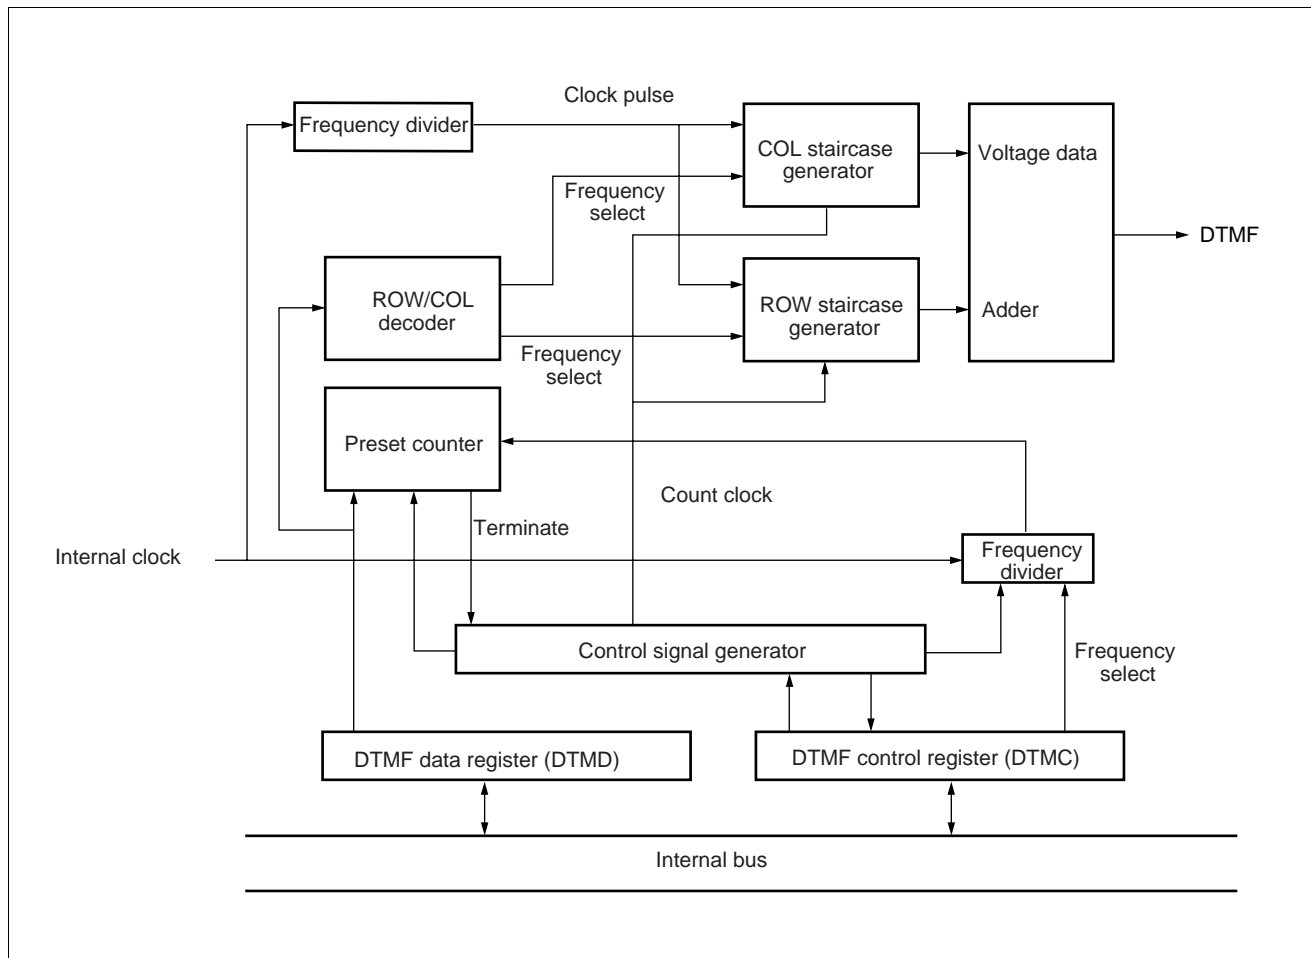 Clock pulse
Frequency divider
COL staircase
generator
Voltage data
Frequency
select
DTMF
ROW/COL
decoder
ROW staircase
generator
Adder
Frequency
select
Preset counter
Count clock
Terminate
Internal clock
Frequency
divider
Control signal generator
Frequency
select
DTMF data register (DTMD)
DTMF control register (DTMC)
Internal bus